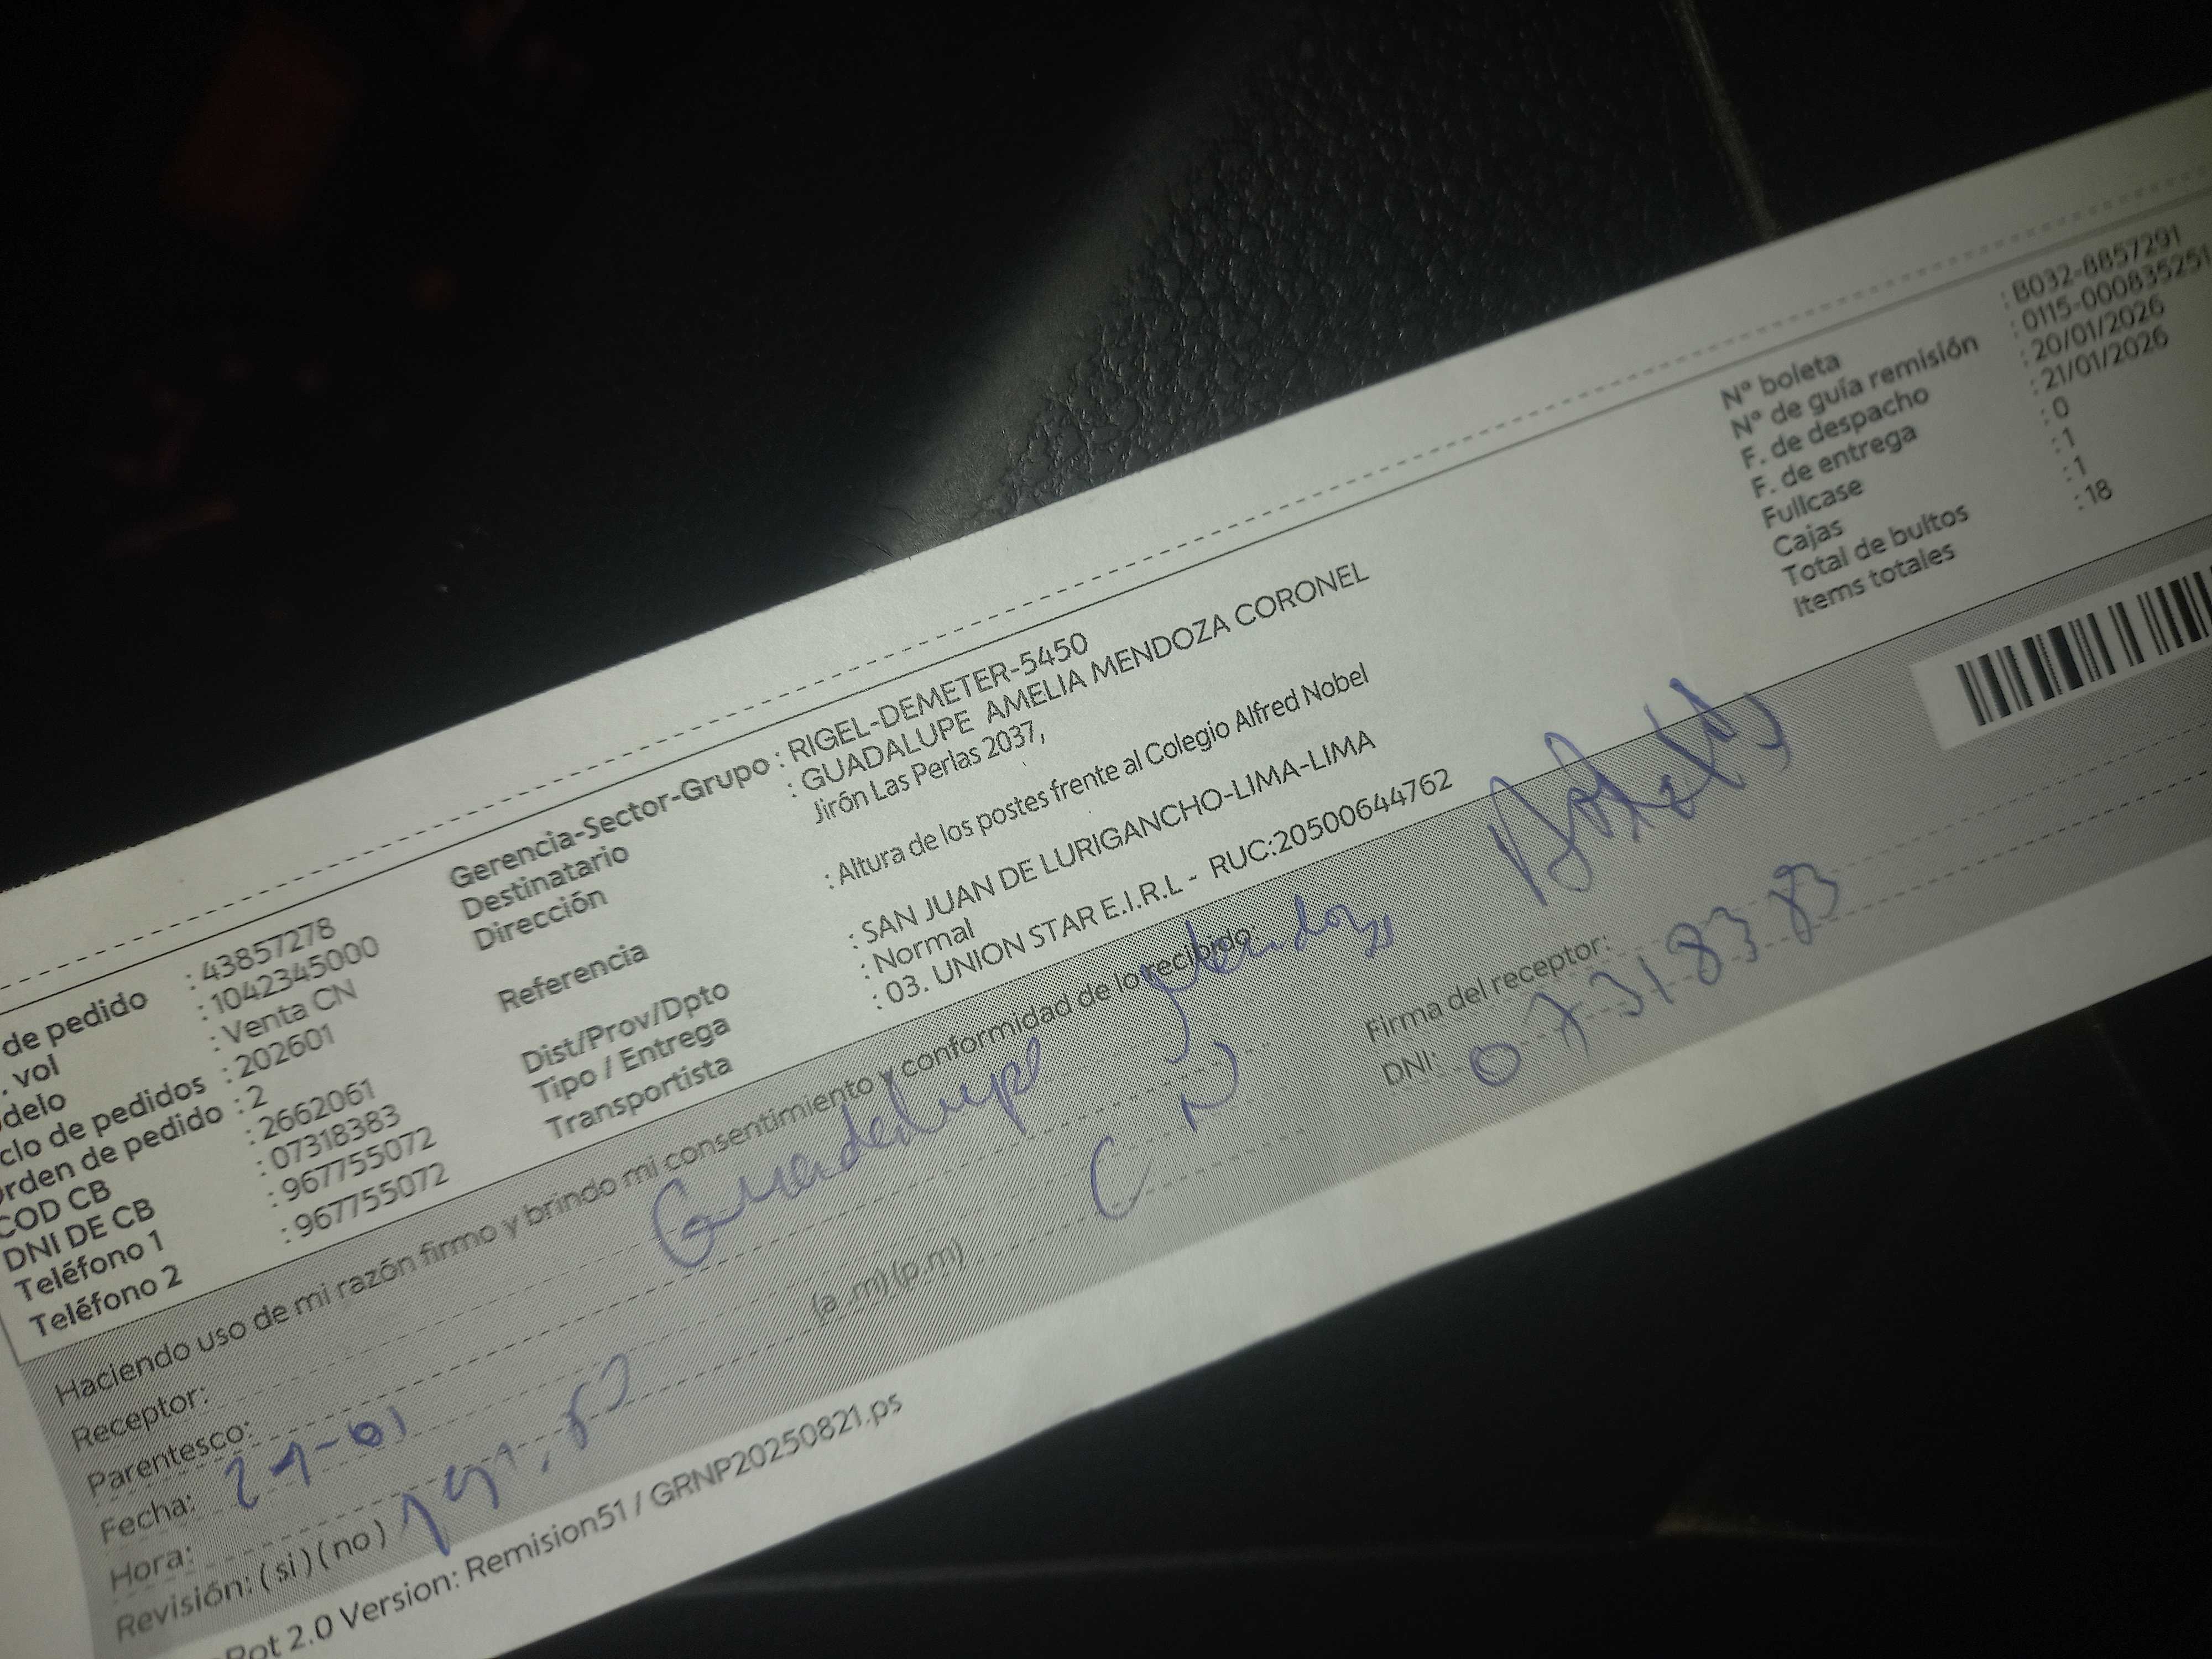 de pedido : 43857278
. vol : 1042345000
delo : Venta CN
clo de pedidos : 202601
rden de pedido : 2
COD CB : 2662061
DNI DE CB : 07318383
Teléfono 1 : 967755072
Teléfono 2 : 967755072
Gerencia-Sector-Grupo : RIGEL-DEMETER-5450
Destinatario : GUADALUPE AMELIA MENDOZA CORONEL
Dirección Jirón Las Perlas 2037,
Referencia : Altura de los postes frente al Colegio Alfred Nobel
Dist/Prov/Dpto : SAN JUAN DE LURIGANCHO-LIMA-LIMA
Tipo / Entrega : Normal
Transportista : 03. UNION STAR E.I.R.L - RUC:20500644762
N° boleta : B032-8857291
N° de guía remisión : 0115-000835251
F. de despacho : 20/01/2026
F. de entrega : 21/01/2026
Fullcase : 0
Cajas : 1
Total de bultos : 1
Items totales : 18
Haciendo uso de mi razón firmo y brindo mi consentimiento y conformidad de lo recibido:
Receptor: Guadalupe Mendoza
Parentesco: C N
Fecha: 21-01
Hora: (a .m) (p.m)
Revisión: (si) (no)
Firma del receptor:
DNI: 07318383
Rot 2.0 Version: Remision51 / GRNP20250821.ps